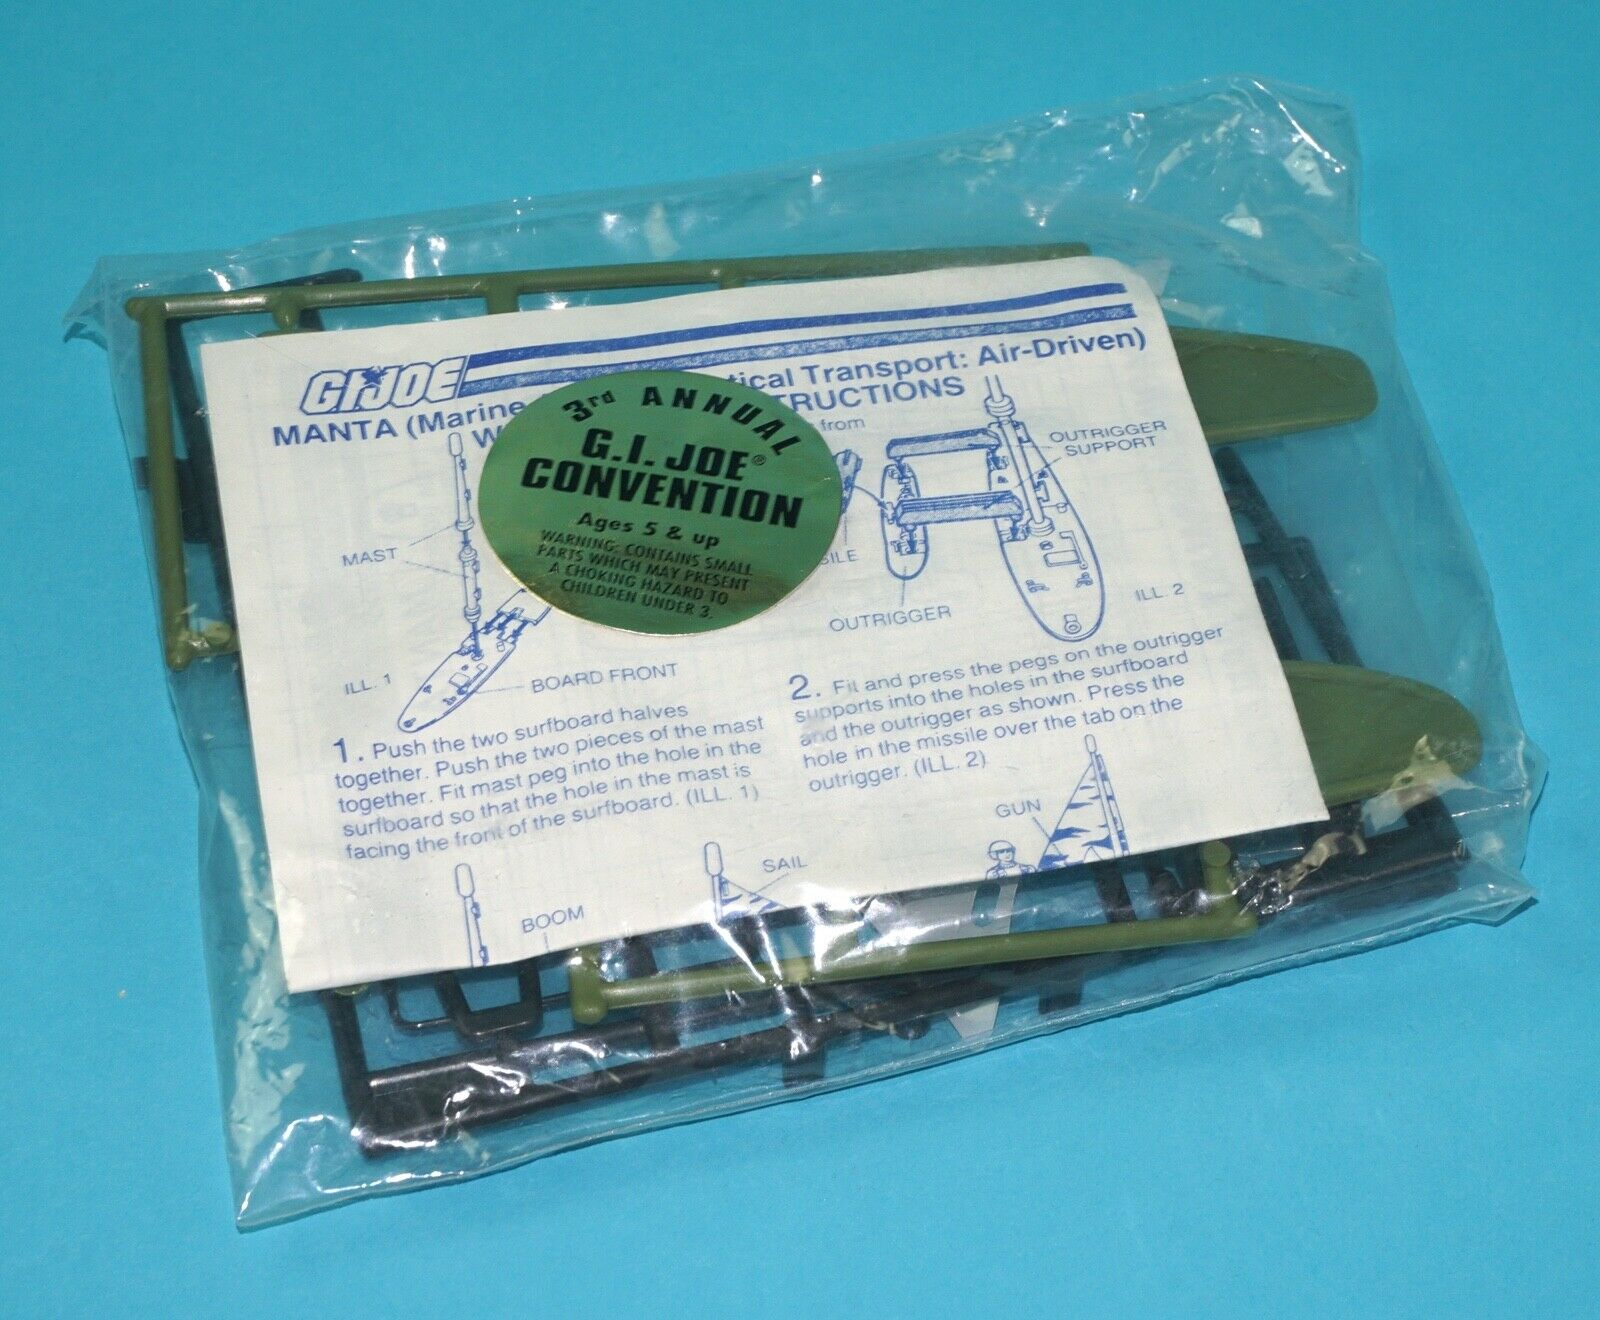 G.I. JOE
MANTA (Marine tical Transport: Air-Driven)
W TRUCTIONS
from
3rd ANNUAL
G.I. JOE®
CONVENTION
Ages 5 & up
WARNING: CONTAINS SMALL
PARTS WHICH MAY PRESENT
A CHOKING HAZARD TO
CHILDREN UNDER 3.
MAST
BOARD FRONT
ILL. 1
OUTRIGGER
SUPPORT
SILE
OUTRIGGER
ILL. 2
1. Push the two surfboard halves
together. Push the two pieces of the mast
together. Fit mast peg into the hole in the
surfboard so that the hole in the mast is
facing the front of the surfboard. (ILL. 1)
2. Fit and press the pegs on the outrigger
supports into the holes in the surfboard
and the outrigger as shown. Press the
hole in the missile over the tab on the
outrigger. (ILL. 2)
BOOM
SAIL
GUN